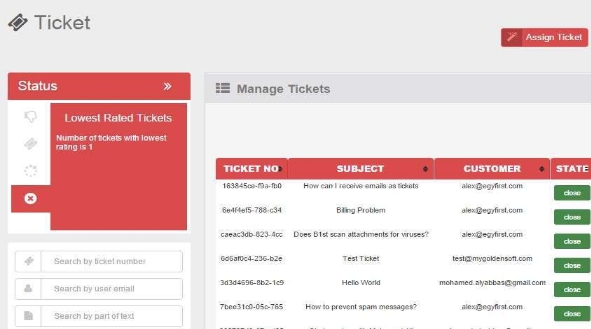 Ticket
Assign Ticket
Status
Lowest Rated Tickets
Number of tickets with lowest
rating is 1
Search by ticket number
Search by user email
Search by part of text
Manage Tickets
TICKET NO SUBJECT CUSTOMER STATE
163845ce-f9a-fb0 How can I receive emails as tickets alex@egyfirst.com close
6e4f4ef5-788-c34 Billing Problem alex@egyfirst.com close
caeac3db-823-4cc Does B1st scan attachments for viruses? alex@egyfirst.com close
6d6af0c4-236-b2e Test Ticket test@mygoldensoft.com close
3d3d4696-8b2-1c9 Hello World mohamed.alyabbas@gmail.com close
7bee31c0-05c-765 How to prevent spam messages? alex@egyfirst.com close
close